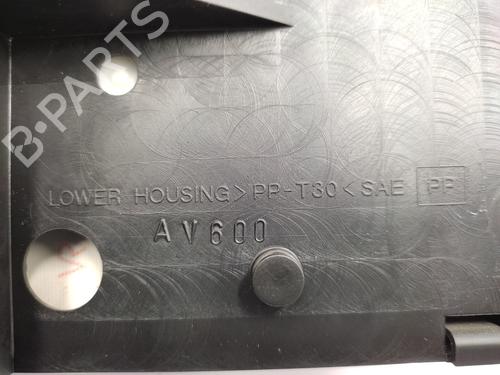 B-PARTS
LOWER HOUSING>PP-T30< SAE PP
AV600